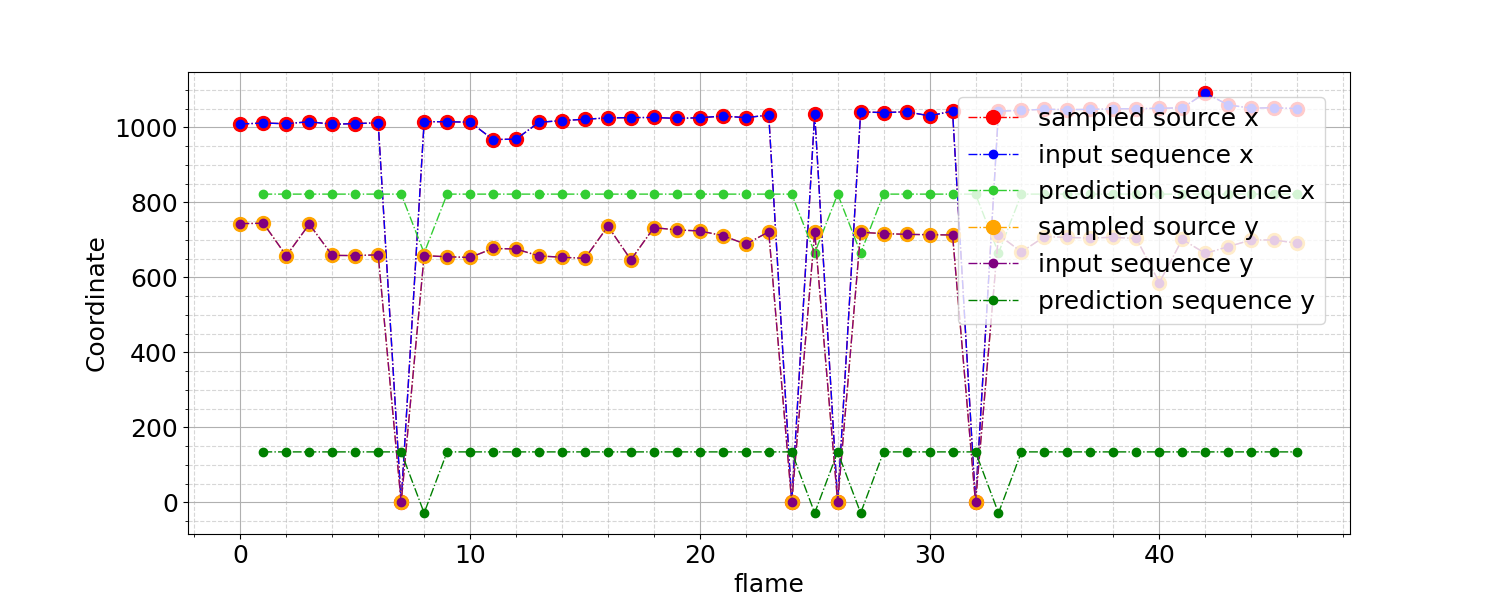 1000
800
600
400
200
0
Coordinate
sampled source x
input sequence x
prediction sequence x
sampled source y
input sequence y
prediction sequence y
0 10 20 30 40
flame